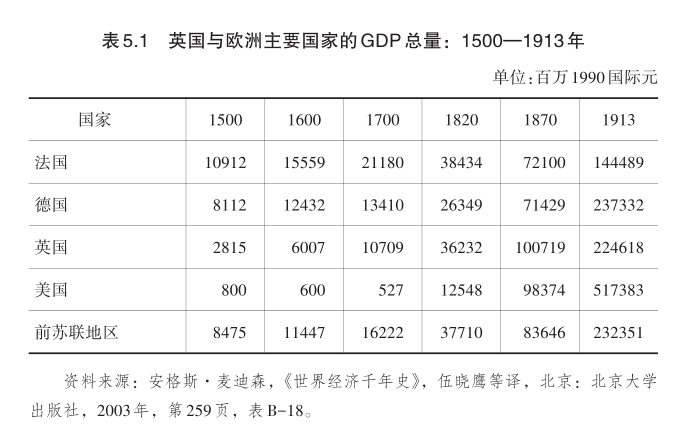 表5.1　英国与欧洲主要国家的GDP总量：1500—1913年
单位:百万1990国际元
国家 1500 1600 1700 1820 1870 1913
法国 10912 15559 21180 38434 72100 144489
德国 8112 12432 13410 26349 71429 237332
英国 2815 6007 10709 36232 100719 224618
美国 800 600 527 12548 98374 517383
前苏联地区 8475 11447 16222 37710 83646 232351
资料来源：安格斯·麦迪森，《世界经济千年史》，伍晓鹰等译，北京：北京大学
出版社，2003年，第259页，表B-18。